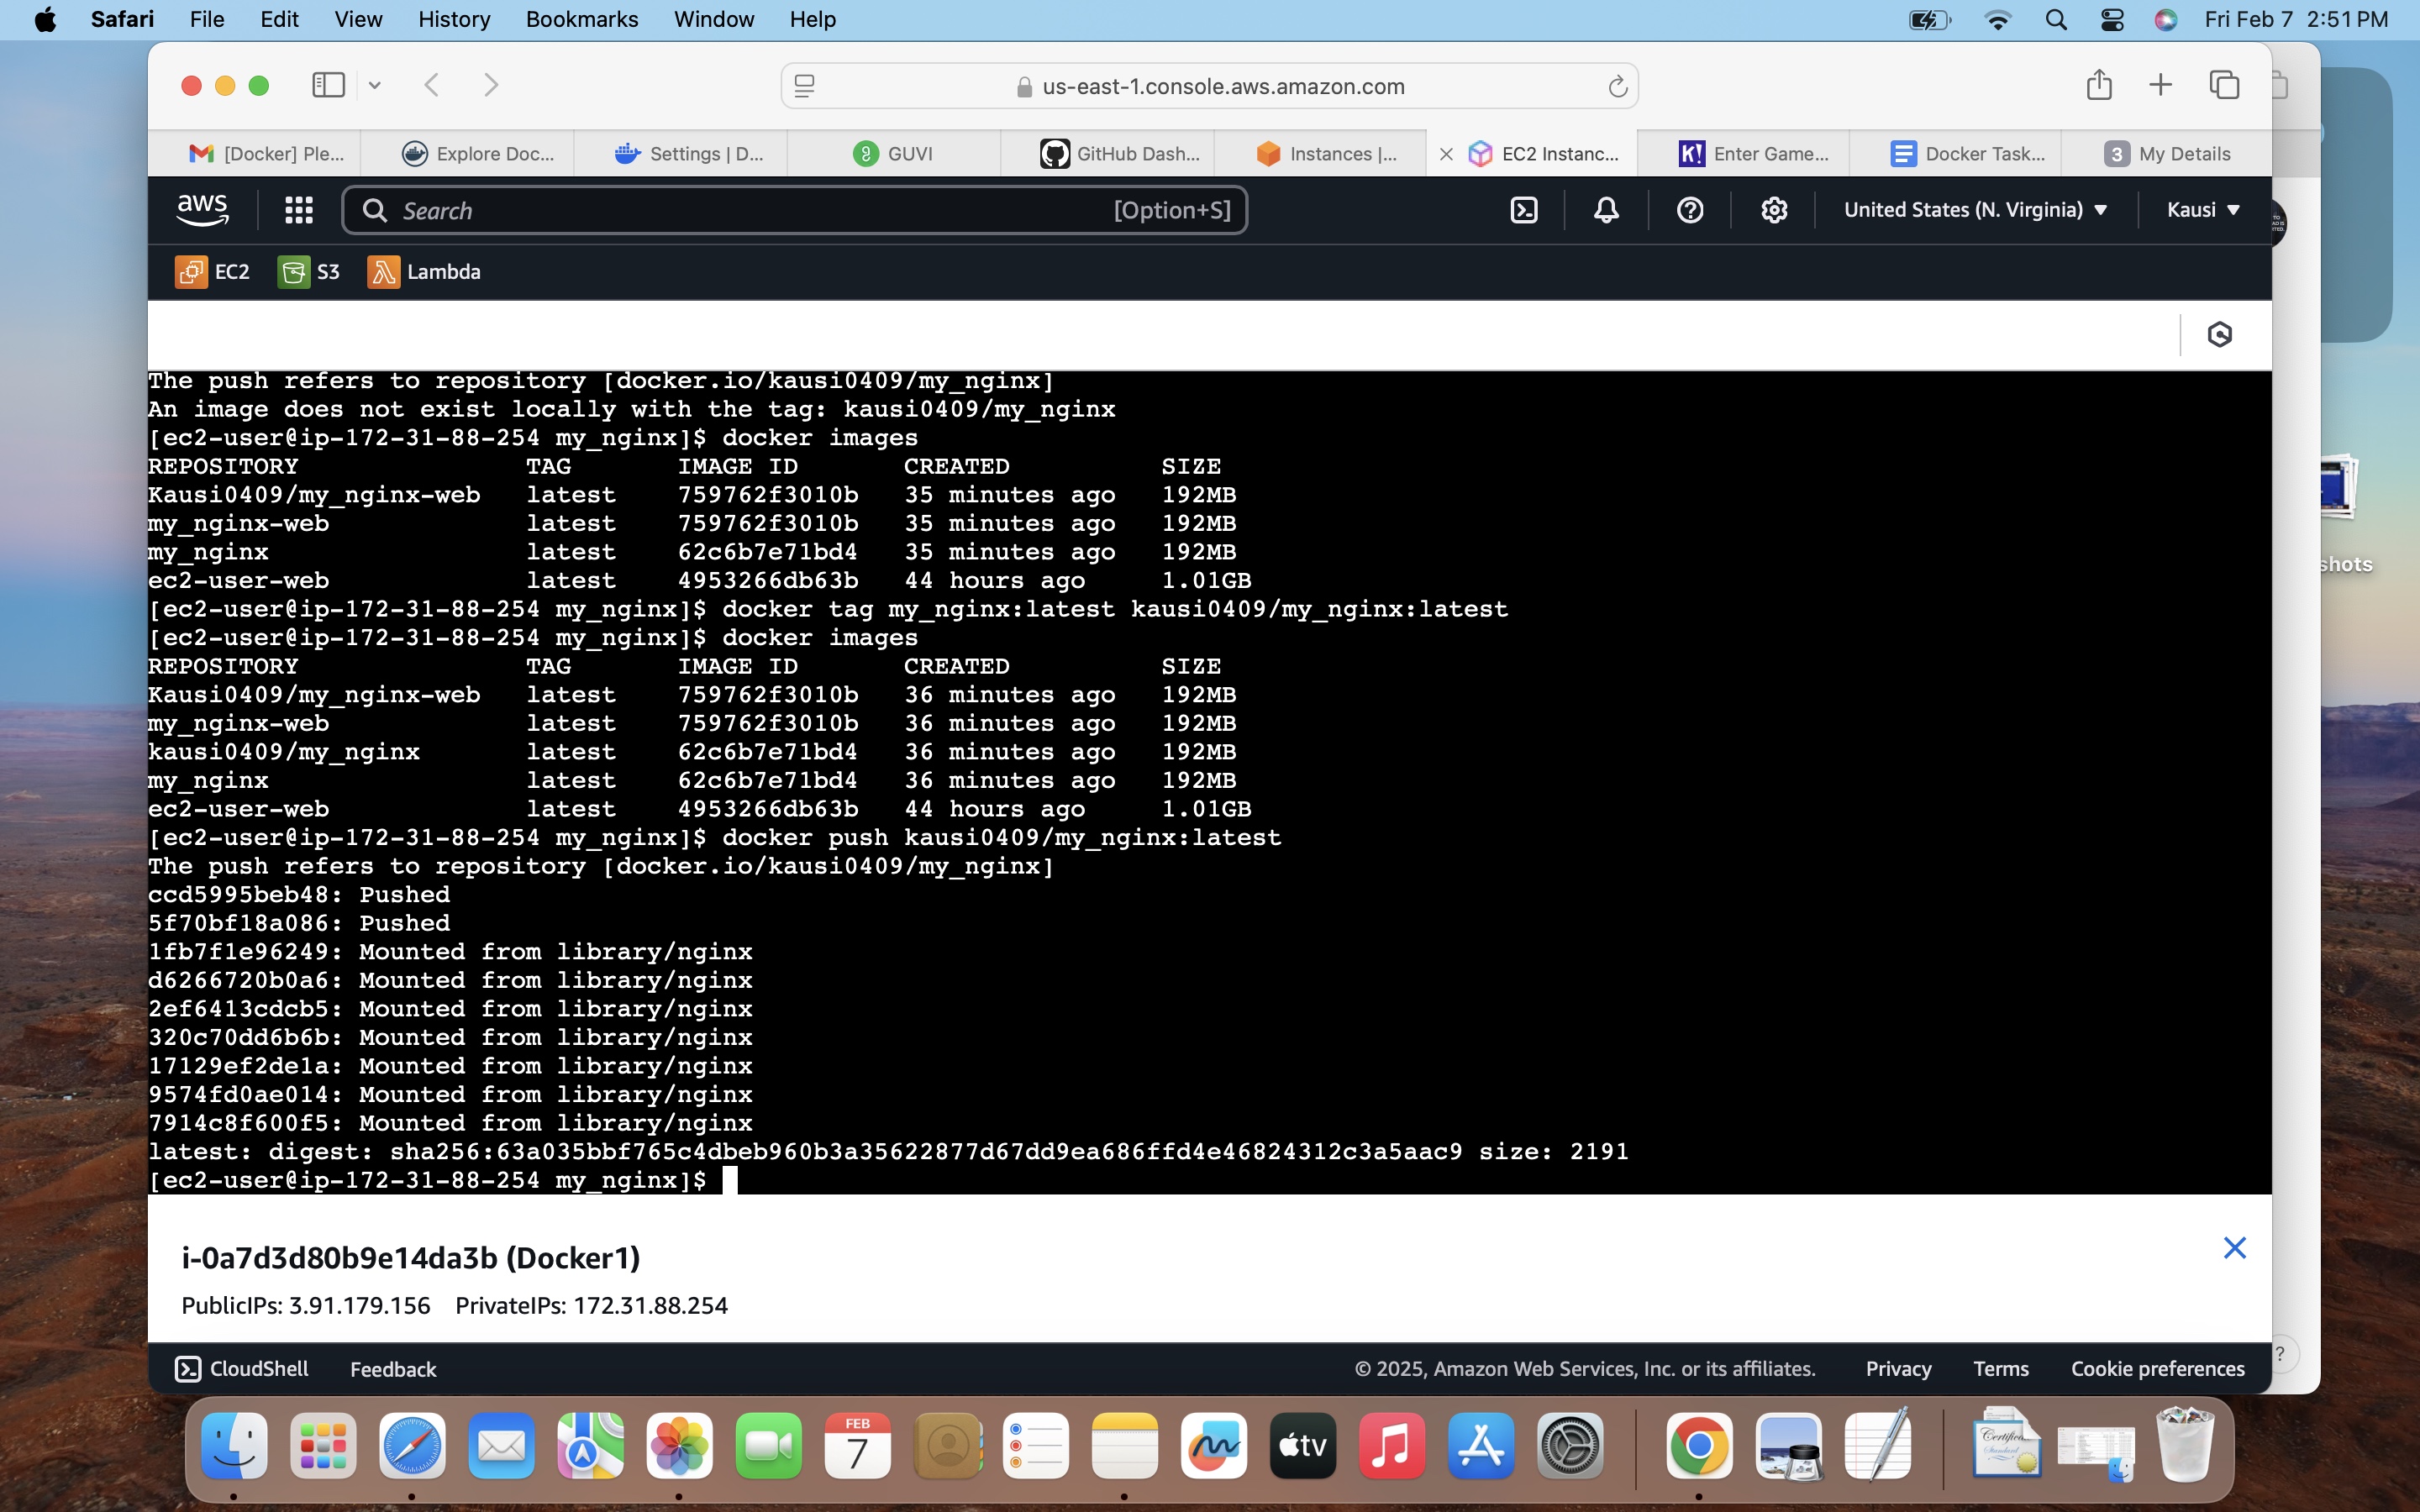 Safari File Edit View History Bookmarks Window Help Fri Feb 7 2:51 PM
us-east-1.console.aws.amazon.com
[Docker] Ple... Explore Doc... Settings | D... GUVI GitHub Dash... Instances |... EC2 Instanc... K! Enter Game... Docker Task... 3 My Details
aws Search [Option+S] United States (N. Virginia) Kausi
EC2 S3 Lambda
The push refers to repository [docker.io/kausi0409/my_nginx]
An image does not exist locally with the tag: kausi0409/my_nginx
[ec2-user@ip-172-31-88-254 my_nginx]$ docker images
REPOSITORY TAG IMAGE ID CREATED SIZE
Kausi0409/my_nginx-web latest 759762f3010b 35 minutes ago 192MB
my_nginx-web latest 759762f3010b 35 minutes ago 192MB
my_nginx latest 62c6b7e71bd4 35 minutes ago 192MB
ec2-user-web latest 4953266db63b 44 hours ago 1.01GB
[ec2-user@ip-172-31-88-254 my_nginx]$ docker tag my_nginx:latest kausi0409/my_nginx:latest
[ec2-user@ip-172-31-88-254 my_nginx]$ docker images
REPOSITORY TAG IMAGE ID CREATED SIZE
Kausi0409/my_nginx-web latest 759762f3010b 36 minutes ago 192MB
my_nginx-web latest 759762f3010b 36 minutes ago 192MB
kausi0409/my_nginx latest 62c6b7e71bd4 36 minutes ago 192MB
my_nginx latest 62c6b7e71bd4 36 minutes ago 192MB
ec2-user-web latest 4953266db63b 44 hours ago 1.01GB
[ec2-user@ip-172-31-88-254 my_nginx]$ docker push kausi0409/my_nginx:latest
The push refers to repository [docker.io/kausi0409/my_nginx]
ccd5995beb48: Pushed
5f70bf18a086: Pushed
1fb7f1e96249: Mounted from library/nginx
d6266720b0a6: Mounted from library/nginx
2ef6413cdcb5: Mounted from library/nginx
320c70dd6b6b: Mounted from library/nginx
17129ef2de1a: Mounted from library/nginx
9574fd0ae014: Mounted from library/nginx
7914c8f600f5: Mounted from library/nginx
latest: digest: sha256:63a035bbf765c4dbeb960b3a35622877d67dd9ea686ffd4e46824312c3a5aac9 size: 2191
[ec2-user@ip-172-31-88-254 my_nginx]$
shots
i-0a7d3d80b9e14da3b (Docker1)
PublicIPs: 3.91.179.156 PrivateIPs: 172.31.88.254
CloudShell Feedback © 2025, Amazon Web Services, Inc. or its affiliates. Privacy Terms Cookie preferences
?
FEB
7
tv